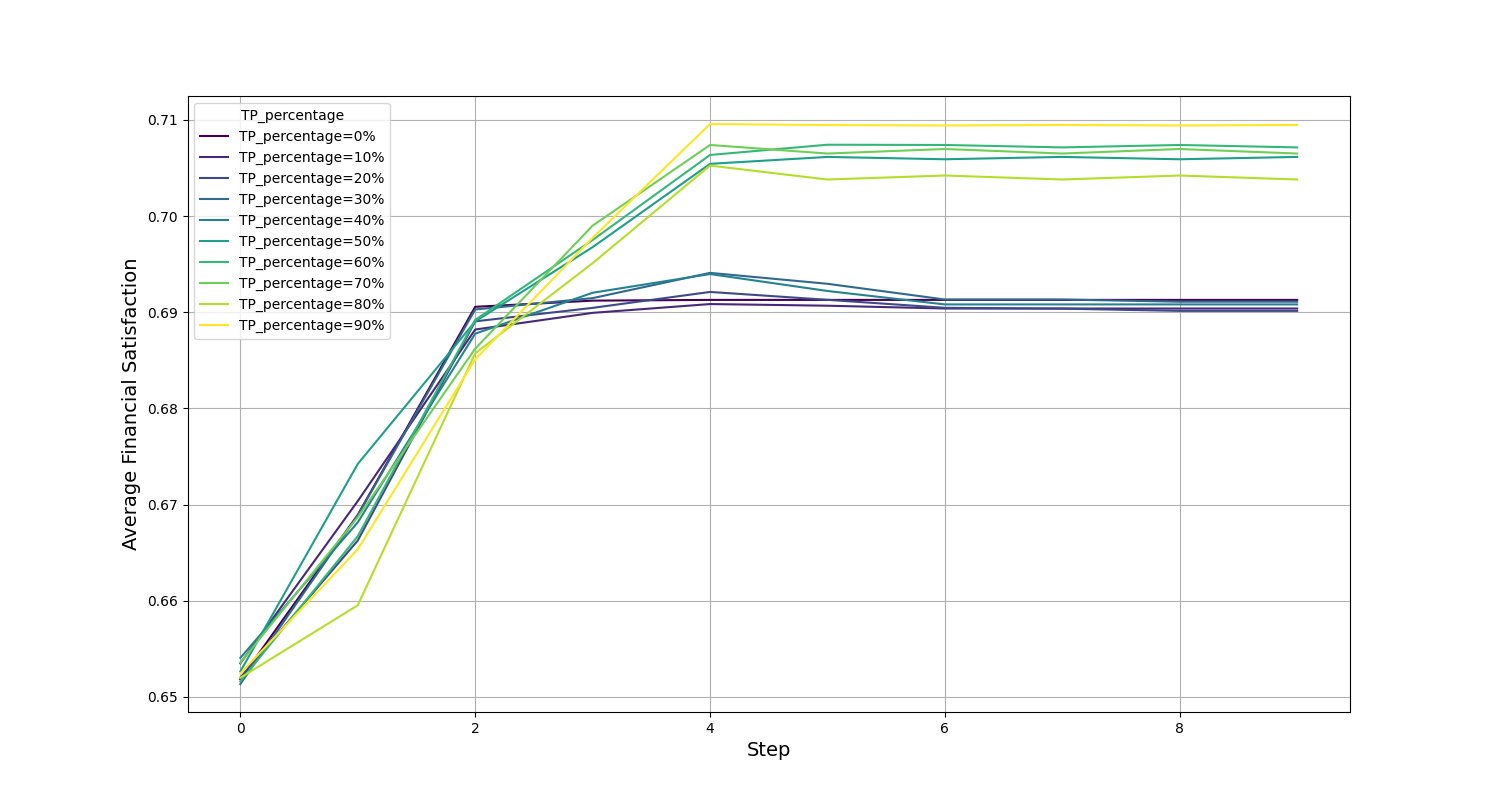 TP_percentage
TP_percentage=0%
TP_percentage=10%
TP_percentage=20%
TP_percentage=30%
TP_percentage=40%
TP_percentage=50%
TP_percentage=60%
TP_percentage=70%
TP_percentage=80%
TP_percentage=90%
0.71
0.70
0.69
0.68
0.67
0.66
0.65
Average Financial Satisfaction
0 2 4 6 8
Step